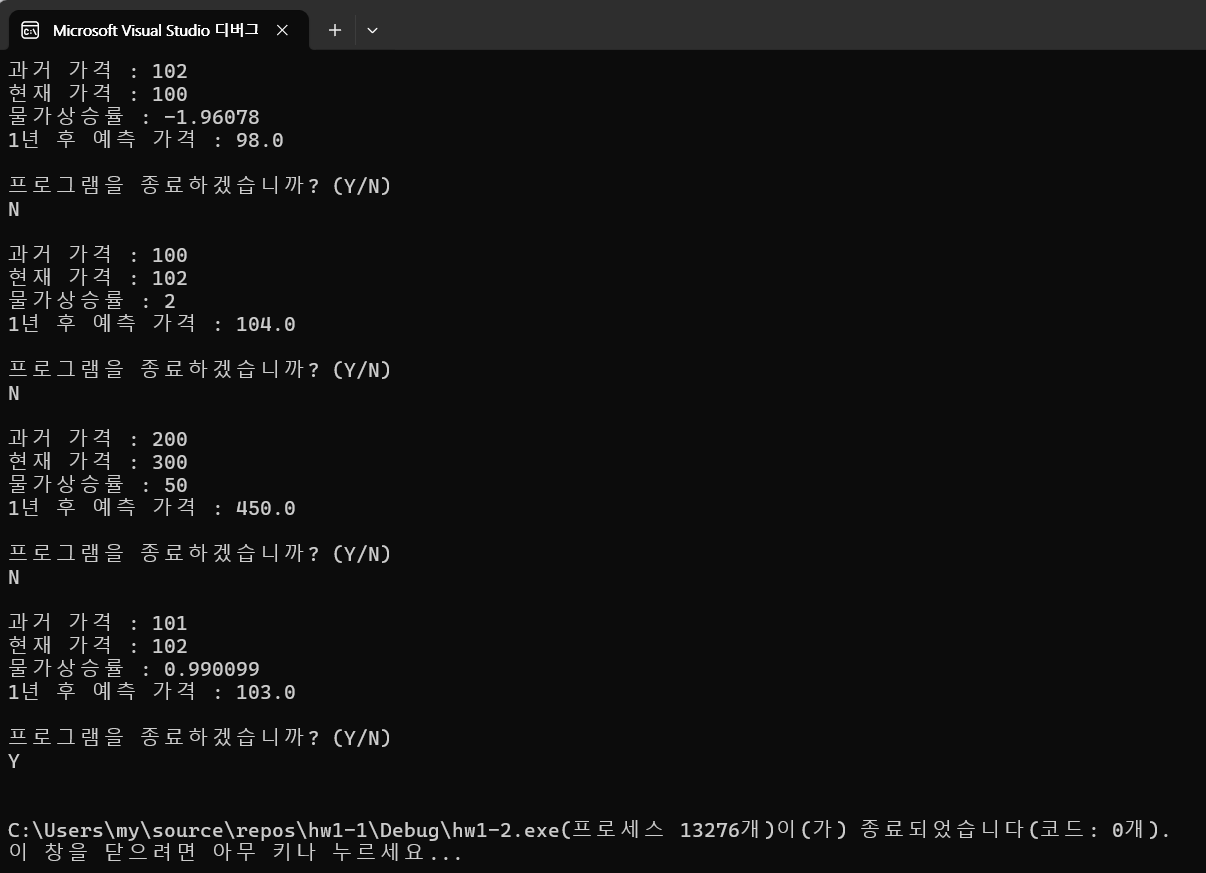 Microsoft Visual Studio 디버그
과거 가격 : 102
현재 가격 : 100
물가상승률 : -1.96078
1년 후 예측 가격 : 98.0
프로그램을 종료하겠습니까? (Y/N)
N
과거 가격 : 100
현재 가격 : 102
물가상승률 : 2
1년 후 예측 가격 : 104.0
프로그램을 종료하겠습니까? (Y/N)
N
과거 가격 : 200
현재 가격 : 300
물가상승률 : 50
1년 후 예측 가격 : 450.0
프로그램을 종료하겠습니까? (Y/N)
N
과거 가격 : 101
현재 가격 : 102
물가상승률 : 0.990099
1년 후 예측 가격 : 103.0
프로그램을 종료하겠습니까? (Y/N)
Y
C:\Users\my\source\repos\hw1-1\Debug\hw1-2.exe(프로세스 13276개)이(가) 종료되었습니다(코드: 0개).
이 창을 닫으려면 아무 키나 누르세요...